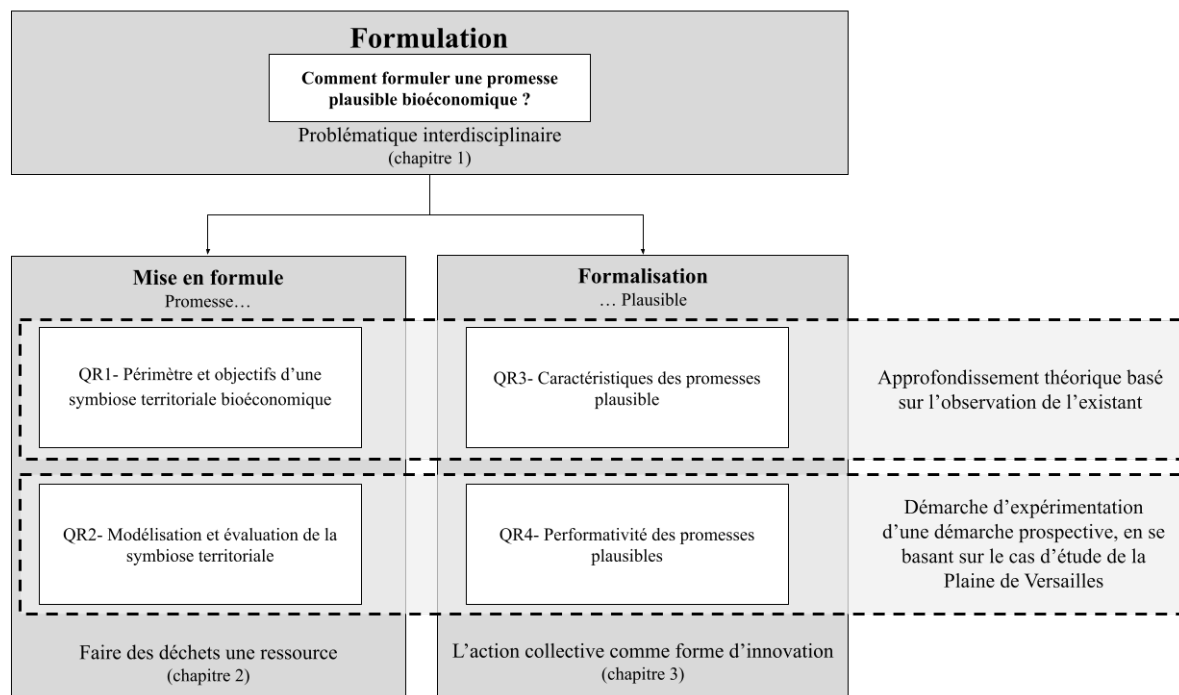 Formulation
Comment formuler une promesse
plausible bioéconomique ?
Problématique interdisciplinaire
(chapitre 1)
Mise en formule
Promesse…
QR1- Périmètre et objectifs d’une
symbiose territoriale bioéconomique
QR2- Modélisation et évaluation de la
symbiose territoriale
Faire des déchets une ressource
(chapitre 2)
Formalisation
… Plausible
QR3- Caractéristiques des promesses
plausible
QR4- Performativité des promesses
plausibles
L’action collective comme forme d’innovation
(chapitre 3)
Approfondissement théorique basé
sur l’observation de l’existant
Démarche d’expérimentation
d’une démarche prospective, en se
basant sur le cas d’étude de la
Plaine de Versailles